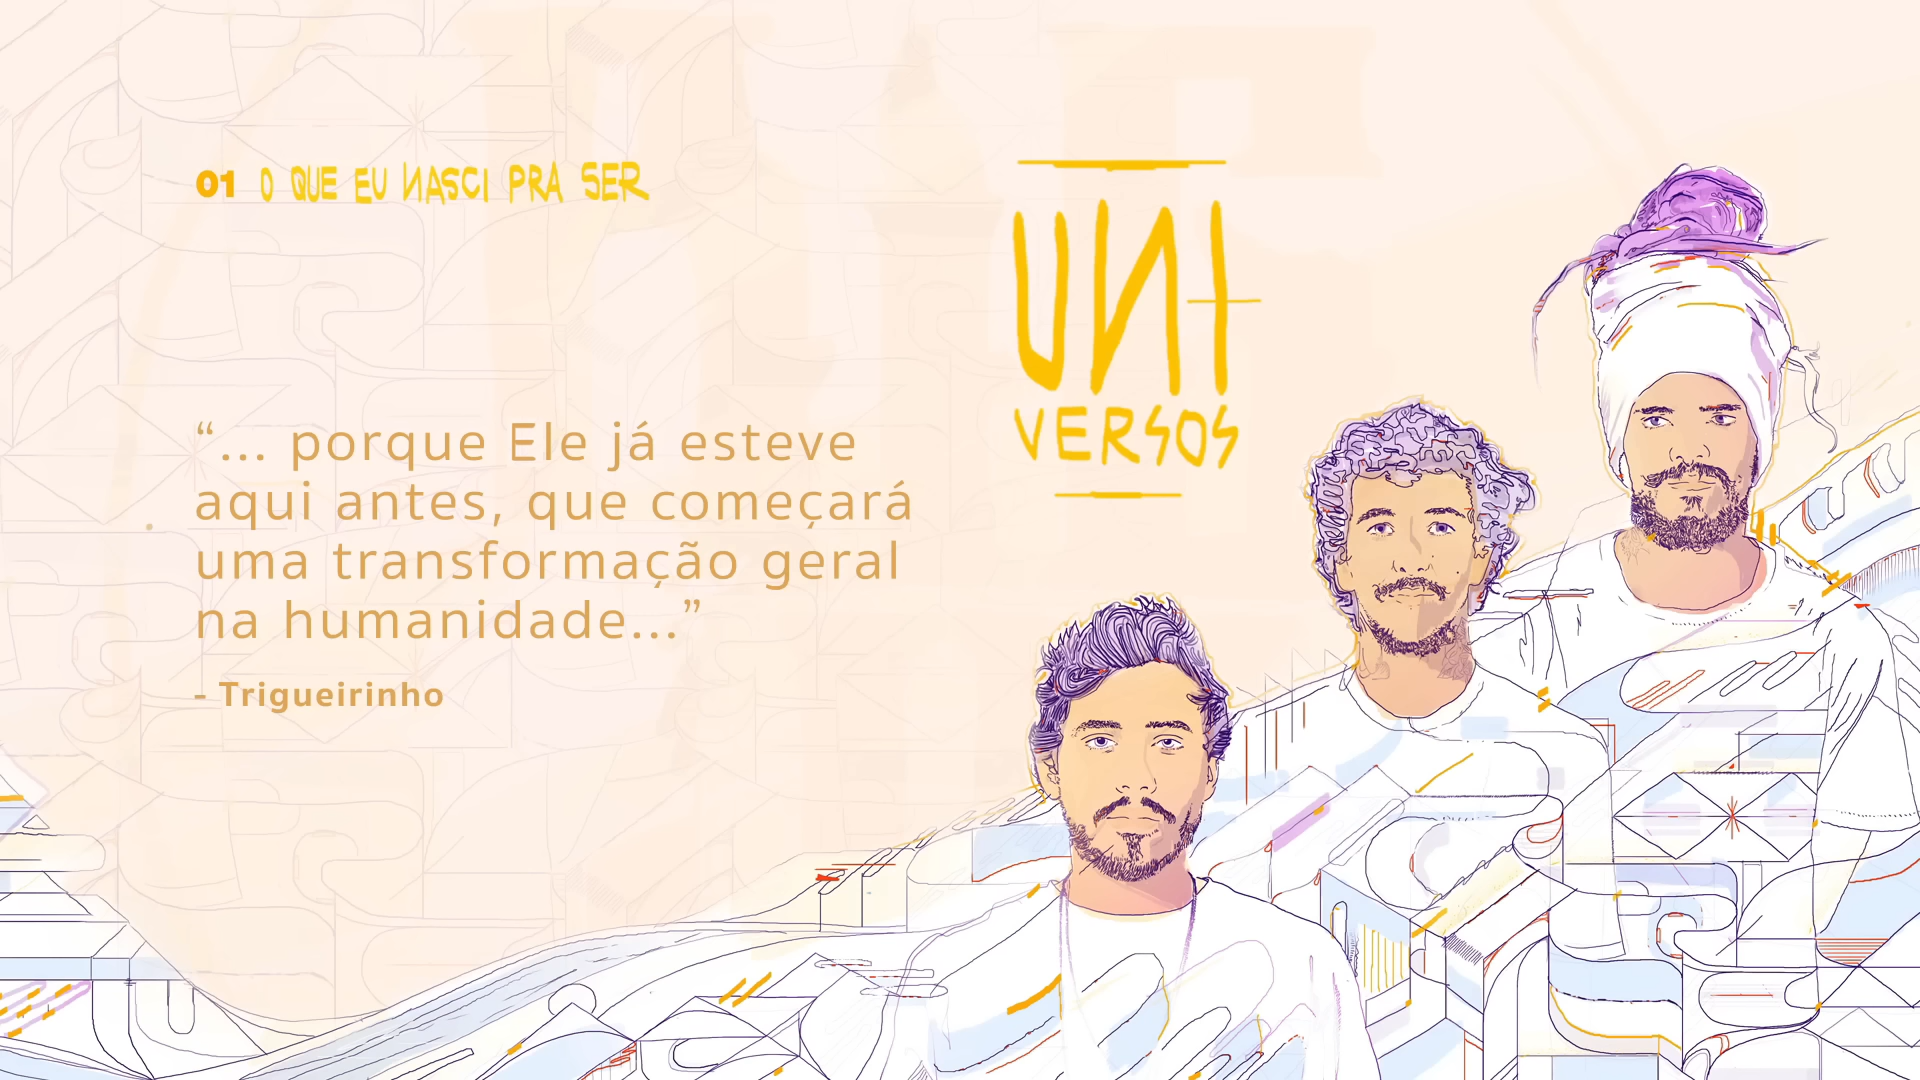 01 O QUE EU NASCI PRA SER
UNI
VERSOS
“... porque Ele já esteve
aqui antes, que começará
uma transformação geral
na humanidade...”
- Trigueirinho